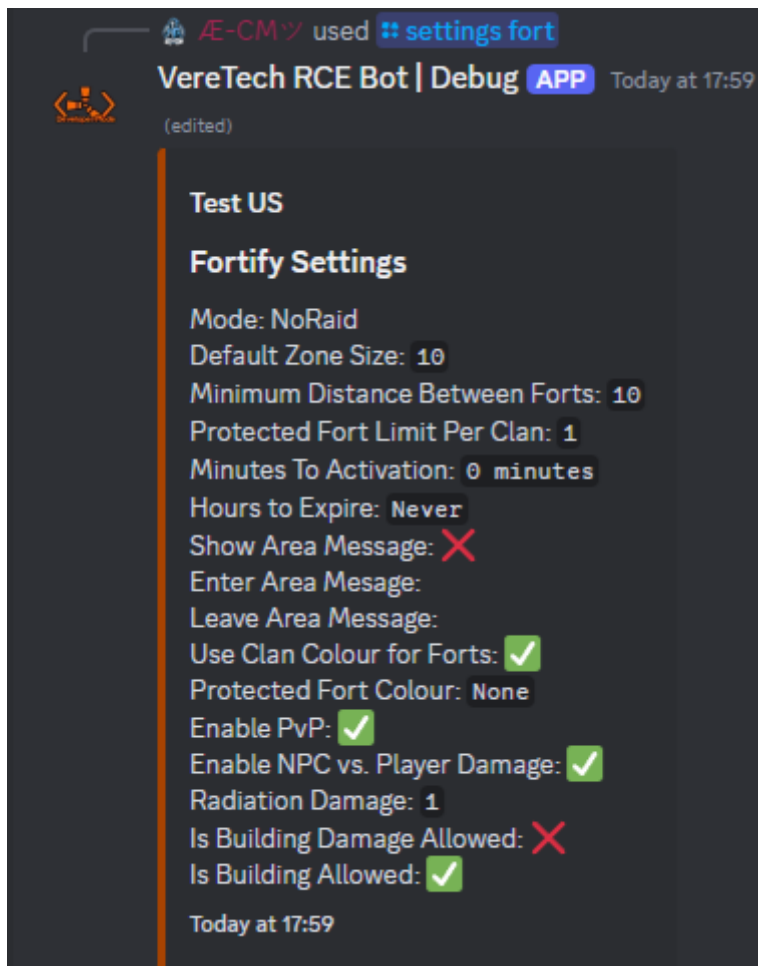 Æ-CMツ used settings fort
VereTech RCE Bot | Debug APP Today at 17:59
(edited)
Test US
Fortify Settings
Mode: NoRaid
Default Zone Size: 10
Minimum Distance Between Forts: 10
Protected Fort Limit Per Clan: 1
Minutes To Activation: 0 minutes
Hours to Expire: Never
Show Area Message: ❌
Enter Area Mesage:
Leave Area Message:
Use Clan Colour for Forts: ✅
Protected Fort Colour: None
Enable PvP: ✅
Enable NPC vs. Player Damage: ✅
Radiation Damage: 1
Is Building Damage Allowed: ❌
Is Building Allowed: ✅
Today at 17:59